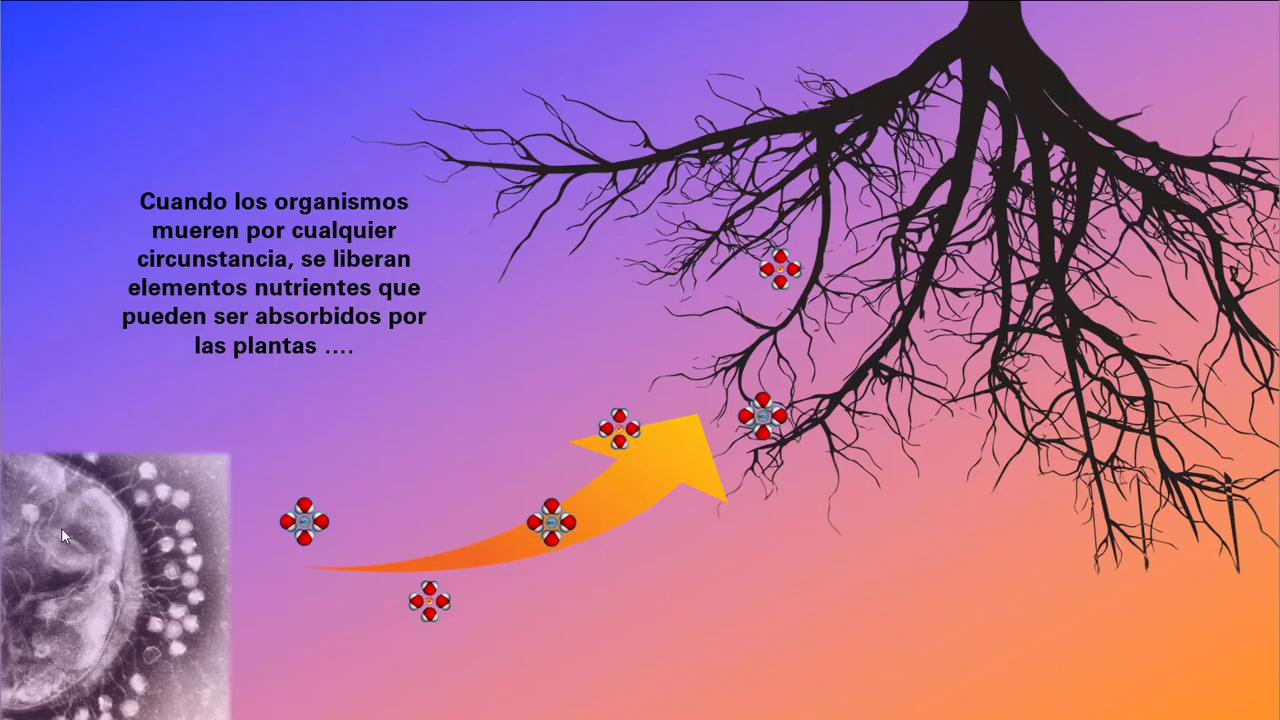 Cuando los organismos
mueren por cualquier
circunstancia, se liberan
elementos nutrientes que
pueden ser absorbidos por
las plantas ....